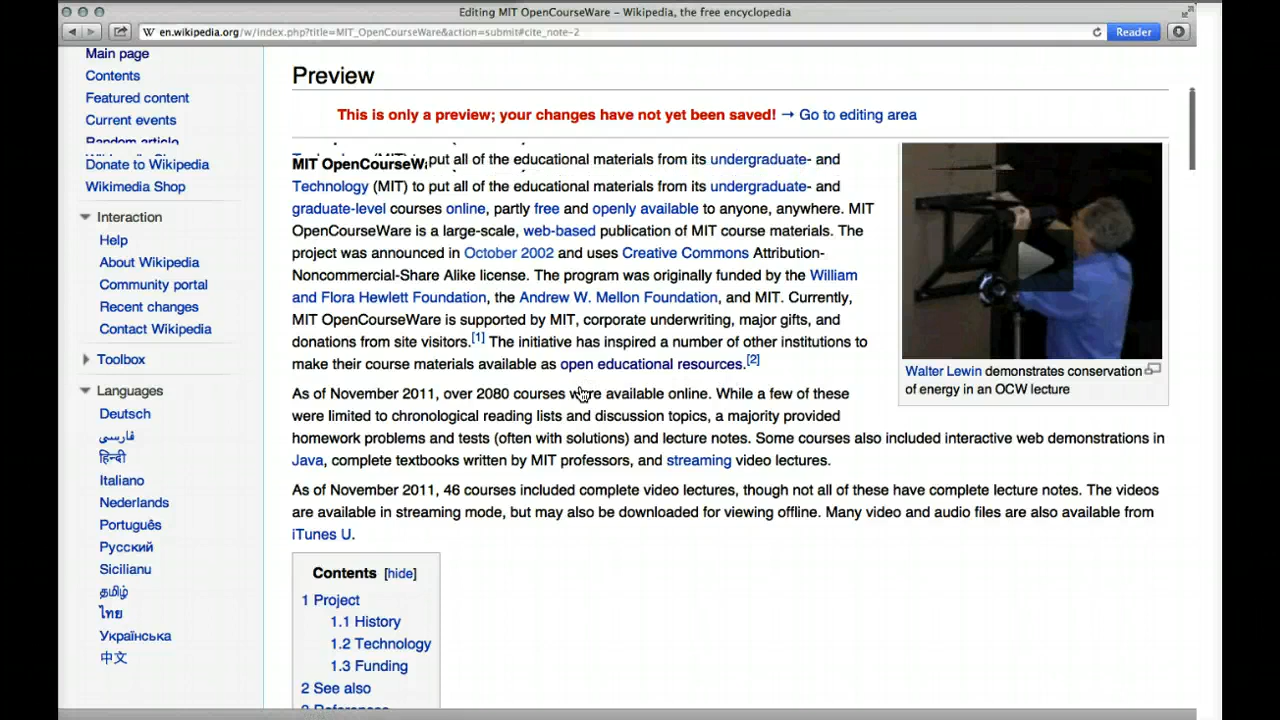 Editing MIT OpenCourseWare – Wikipedia, the free encyclopedia
en.wikipedia.org/w/index.php?title=MIT_OpenCourseWare&action=submit#cite_note-2
Reader
Main page
Contents
Featured content
Current events
Random article
Donate to Wikipedia
Wikimedia Shop
Interaction
Help
About Wikipedia
Community portal
Recent changes
Contact Wikipedia
Toolbox
Languages
Deutsch
فارسی
हिन्दी
Italiano
Nederlands
Português
Русский
Sicilianu
தமிழ்
ไทย
Українська
中文
Preview
This is only a preview; your changes have not yet been saved! → Go to editing area
MIT OpenCourseW put all of the educational materials from its undergraduate- and
Technology (MIT) to put all of the educational materials from its undergraduate- and
graduate-level courses online, partly free and openly available to anyone, anywhere. MIT
OpenCourseWare is a large-scale, web-based publication of MIT course materials. The
project was announced in October 2002 and uses Creative Commons Attribution-
Noncommercial-Share Alike license. The program was originally funded by the William
and Flora Hewlett Foundation, the Andrew W. Mellon Foundation, and MIT. Currently,
MIT OpenCourseWare is supported by MIT, corporate underwriting, major gifts, and
donations from site visitors.[1] The initiative has inspired a number of other institutions to
make their course materials available as open educational resources.[2]
As of November 2011, over 2080 courses were available online. While a few of these
were limited to chronological reading lists and discussion topics, a majority provided
homework problems and tests (often with solutions) and lecture notes. Some courses also included interactive web demonstrations in
Java, complete textbooks written by MIT professors, and streaming video lectures.
As of November 2011, 46 courses included complete video lectures, though not all of these have complete lecture notes. The videos
are available in streaming mode, but may also be downloaded for viewing offline. Many video and audio files are also available from
iTunes U.
Walter Lewin demonstrates conservation
of energy in an OCW lecture
Contents [hide]
1 Project
1.1 History
1.2 Technology
1.3 Funding
2 See also